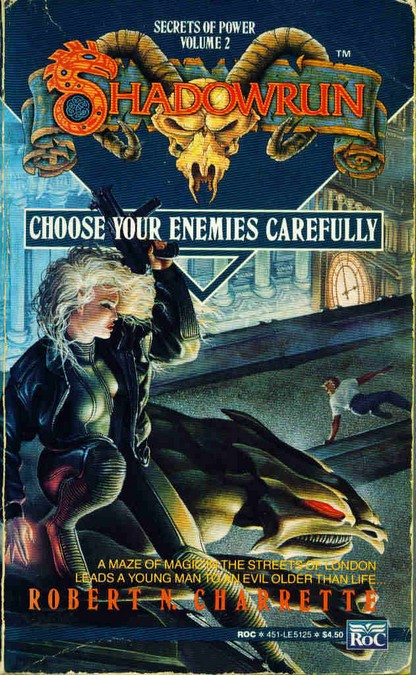 SECRETS OF POWER
VOLUME 2
TM
SHADOWRUN
CHOOSE YOUR ENEMIES CAREFULLY
A MAZE OF MAGIC IN THE STREETS OF LONDON
LEADS A YOUNG MAN TO AN EVIL OLDER THAN LIFE
ROBERT N. CHARRETTE
ROC * 451-LE5125 * $4.50
ROC